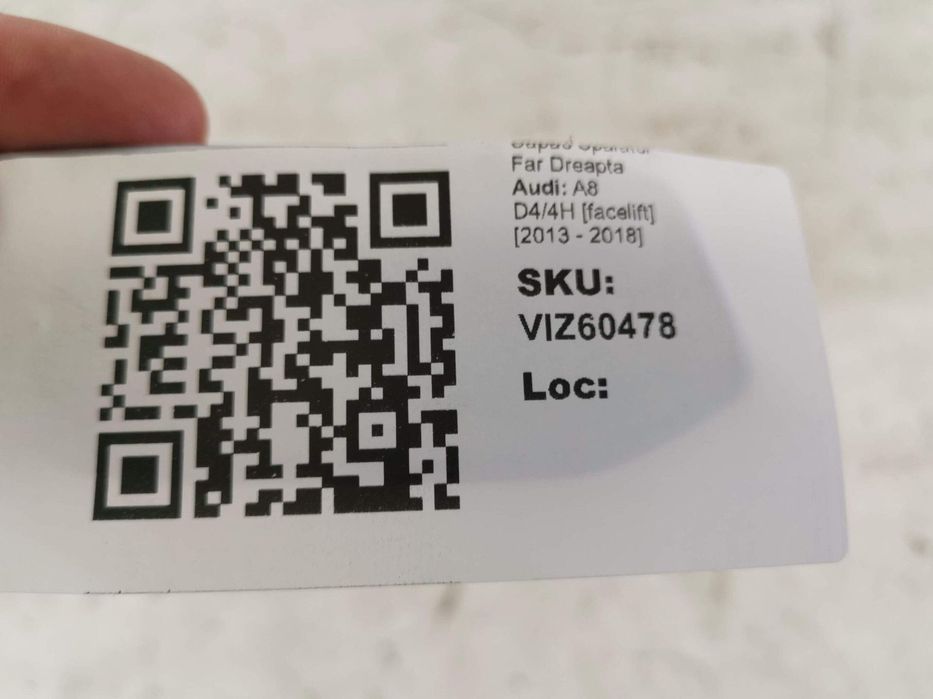 Far Dreapta
Audi: A8
D4/4H [facelift]
[2013 - 2018]
SKU:
VIZ60478
Loc: